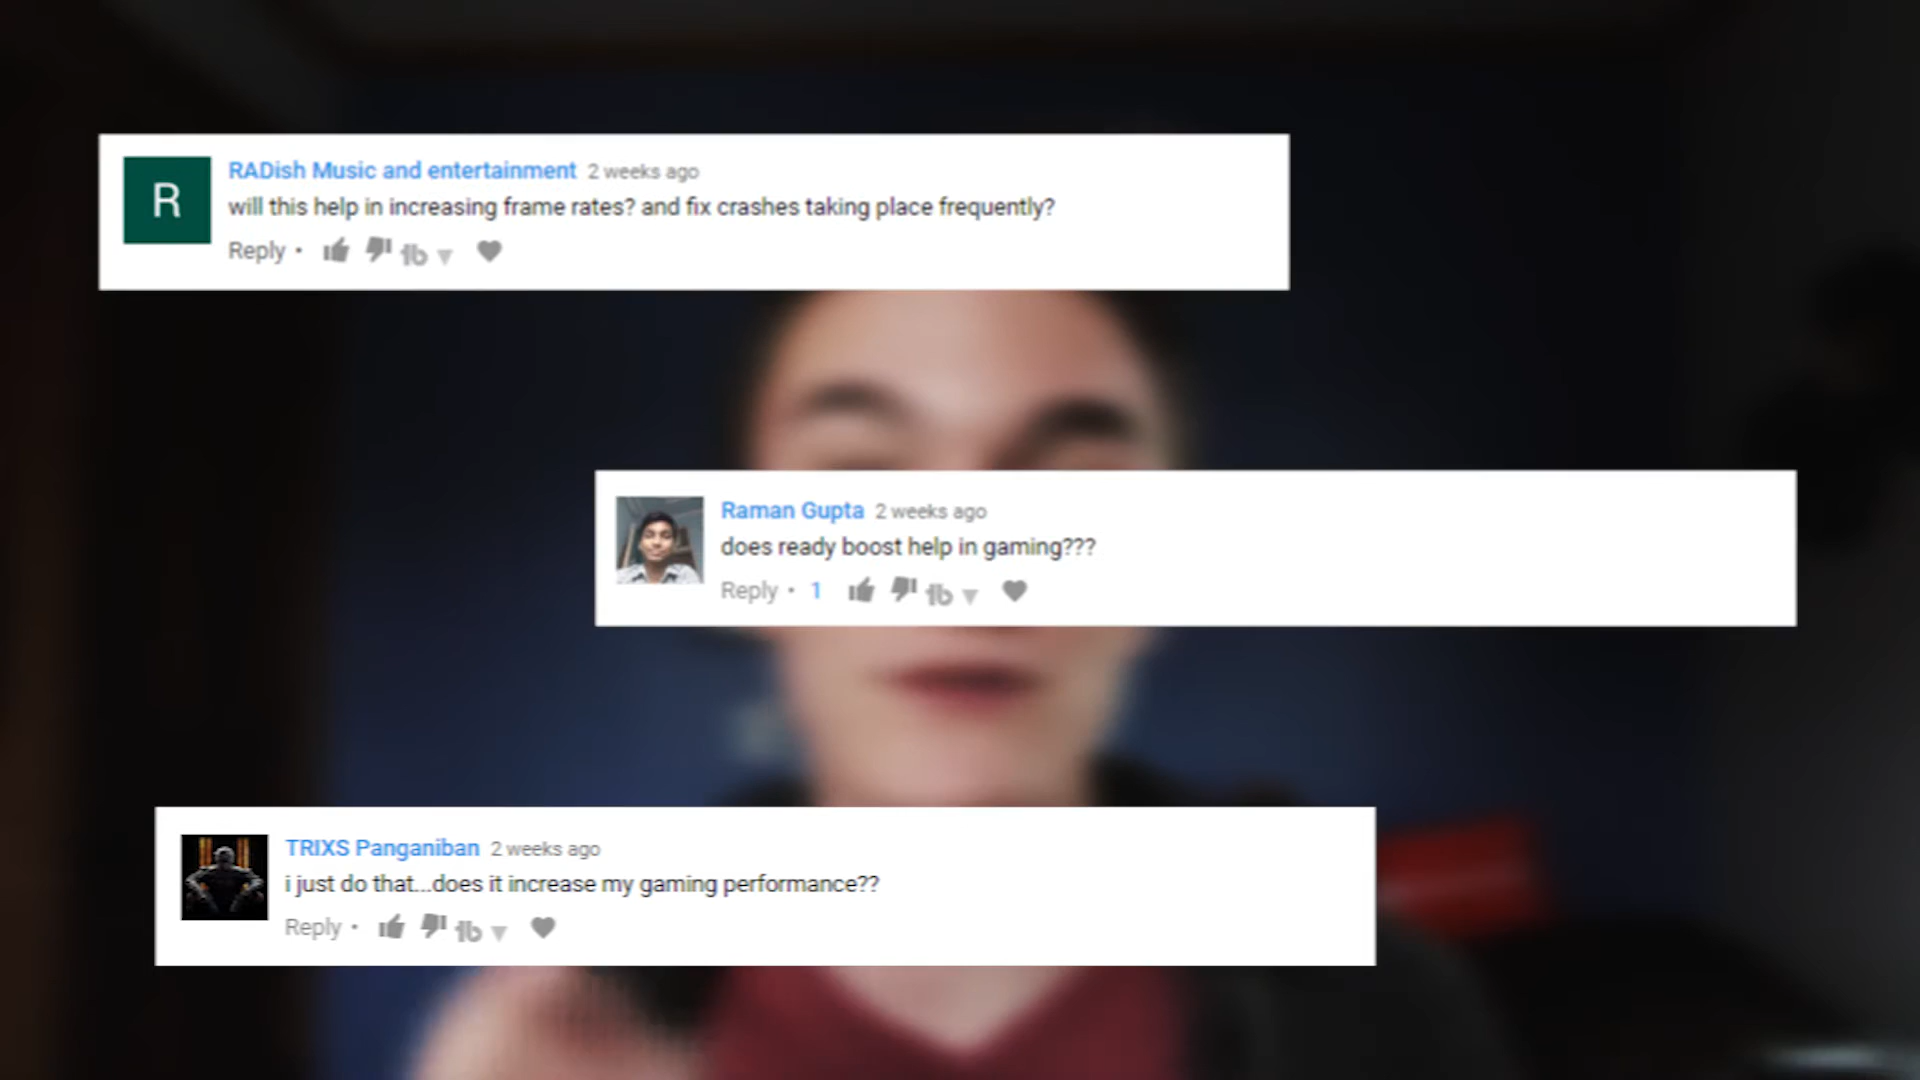 R
RADish Music and entertainment 2 weeks ago
will this help in increasing frame rates? and fix crashes taking place frequently?
Reply •
Raman Gupta 2 weeks ago
does ready boost help in gaming???
Reply • 1
TRIXS Panganiban 2 weeks ago
i just do that...does it increase my gaming performance??
Reply •